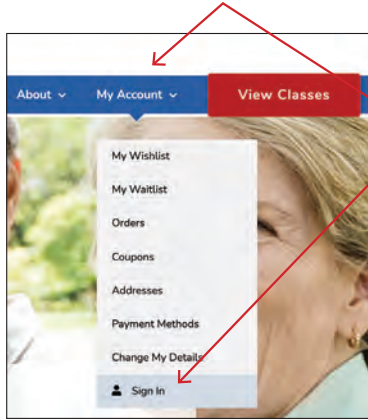 About My Account View Classes
My Wishlist
My Waitlist
Orders
Coupons
Addresses
Payment Methods
Change My Details
Sign In